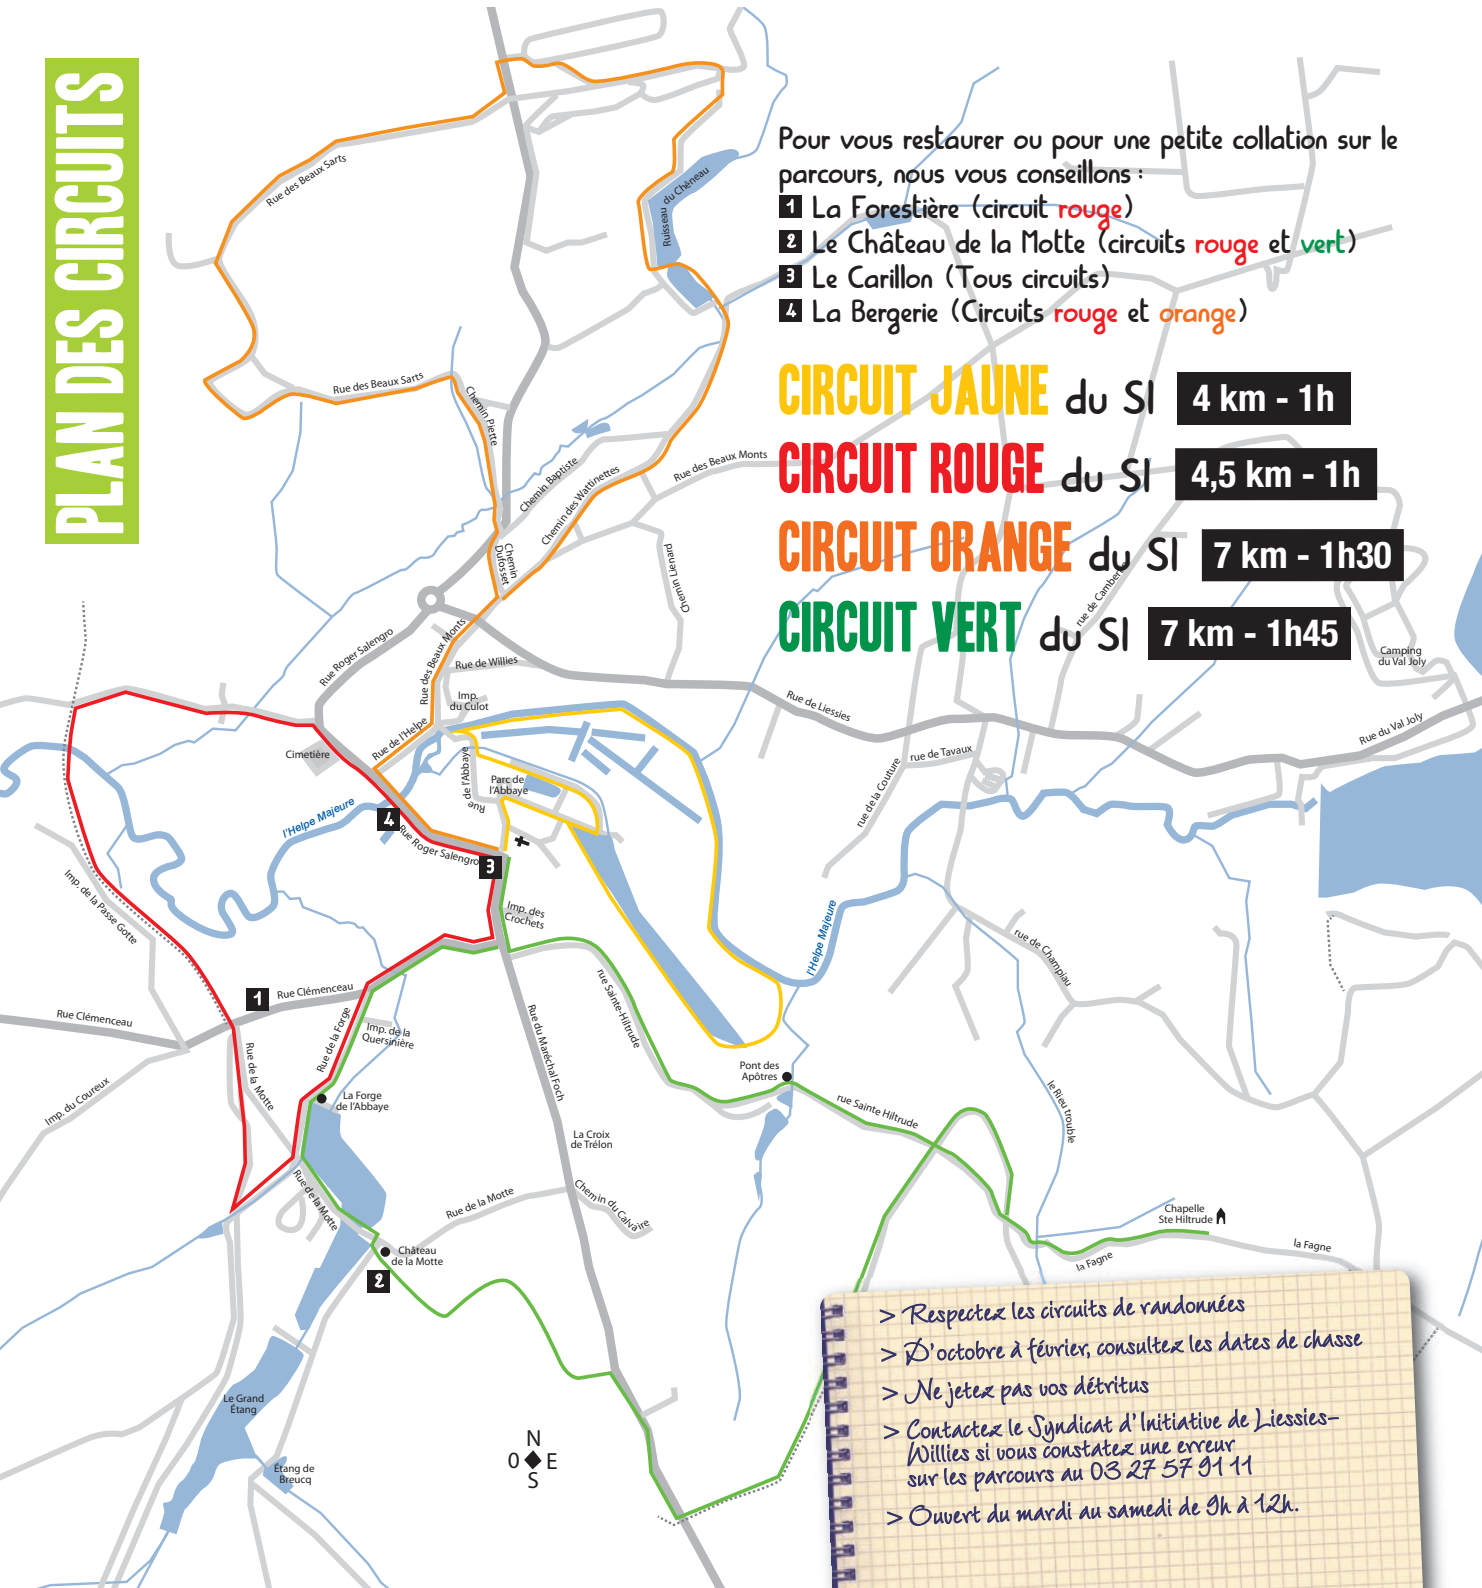 PLAN DES CIRCUITS
Pour vous restaurer ou pour une petite collation sur le
parcours, nous vous conseillons :
1 La Forestière (circuit rouge)
2 Le Château de la Motte (circuits rouge et vert)
3 Le Carillon (Tous circuits)
4 La Bergerie (Circuits rouge et orange)
CIRCUIT JAUNE du SI 4 km - 1h
CIRCUIT ROUGE du SI 4,5 km - 1h
CIRCUIT ORANGE du SI 7 km - 1h30
CIRCUIT VERT du SI 7 km - 1h45
Rue des Beaux Sarts
Ruisseau du Chêneau
Rue des Beaux Sarts
Chemin Piette
Chemin Baptiste
Chemin des Wattinettes
Rue des Beaux Monts
Chemin Dufosset
Chemin Lienard
rue de Camberi
Rue Roger Salengro
Rue des Beaux Monts
Rue de Willies
Imp.
du Culot
Camping
du Val Joly
Rue de Liessies
Rue du Val Joly
Cimetière
Rue de l'Helpe
Rue de l'Abbaye
Parc de
l'Abbaye
rue de Tavaux
rue de la Couture
l'Helpe Majeure
4
Rue Roger Salengro
3
Imp. de la Passe Gotte
Imp. des
Crochets
l'Helpe Majeure
rue de Champiau
1
Rue Clémenceau
Rue Clémenceau
rue Sainte-Hiltrude
Rue du Maréchal Foch
Rue de la Forge
Imp. de la
Quersinière
Rue de la Motte
Imp. du Coureux
La Forge
de l'Abbaye
Pont des
Apôtres
rue Sainte Hiltrude
le Rieu trouble
La Croix
de Trélon
Rue de la Motte
Rue de la Motte
Chemin du Calvaire
Chapelle
Ste Hiltrude
la Fagne
la Fagne
Château
de la Motte
2
Le Grand
Étang
Étang de
Breucq
N
O E
S
> Respectez les circuits de randonnées
> D'octobre à février, consultez les dates de chasse
> Ne jetez pas vos détritus
> Contactez le Syndicat d'Initiative de Liessies-
Willies si vous constatez une erreur
sur les parcours au 03 27 57 91 11
> Ouvert du mardi au samedi de 9h à 12h.